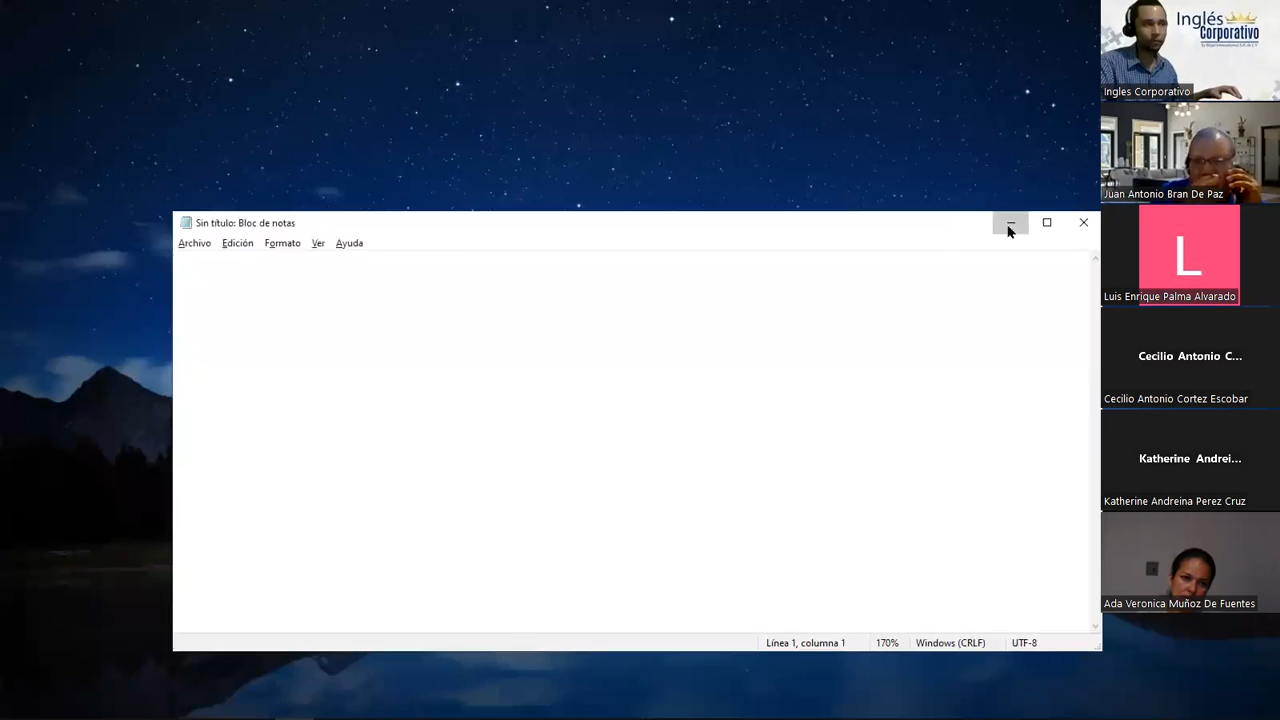 Sin título: Bloc de notas
Archivo Edición Formato Ver Ayuda
Línea 1, columna 1 170% Windows (CRLF) UTF-8
Inglés
Corporativo
Ingles Corporativo
Juan Antonio Bran De Paz
L
Luis Enrique Palma Alvarado
Cecilio Antonio C...
Cecilio Antonio Cortez Escobar
Katherine Andrei...
Katherine Andreina Perez Cruz
Ada Veronica Muñoz De Fuentes